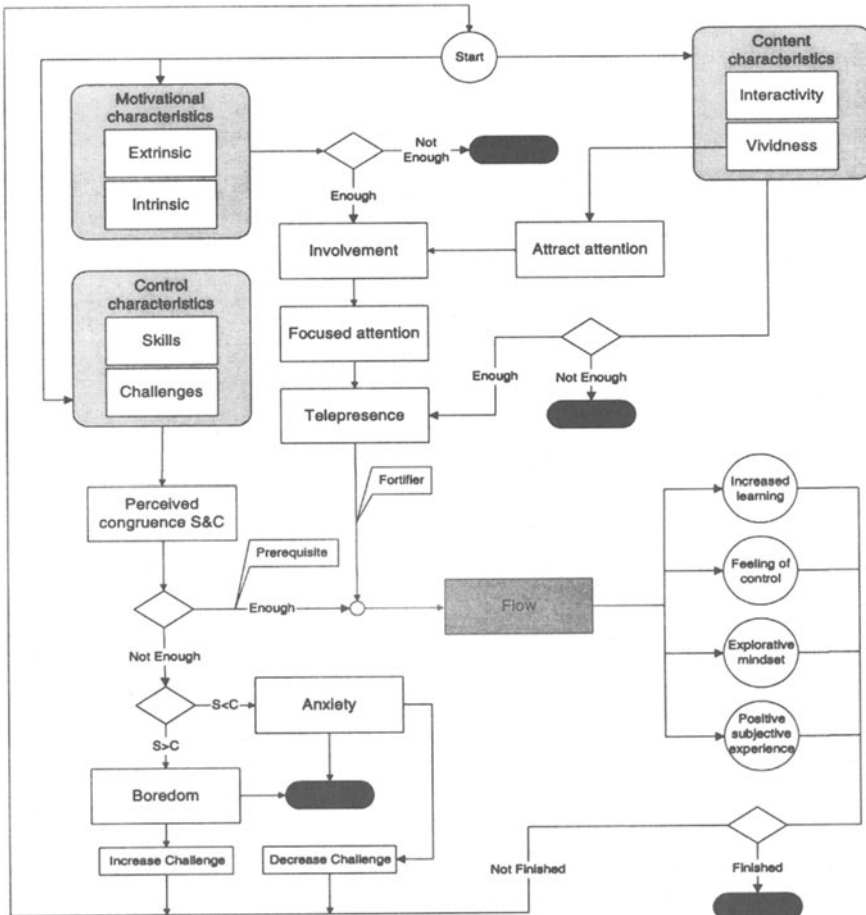 Start
Content
characteristics
Interactivity
Vividness
Motivational
characteristics
Extrinsic
Intrinsic
Not
Enough
Enough
Involvement
Attract attention
Control
characteristics
Skills
Challenges
Focused attention
Enough
Not Enough
Telepresence
Fortifier
Increased
learning
Perceived
congruence S&C
Prerequisite
Feeling of
control
Enough
Flow
Not Enough
Explorative
mindset
S<C
Anxiety
Positive
subjective
experience
S>C
Boredom
Increase Challenge
Decrease Challenge
Not Finished
Finished